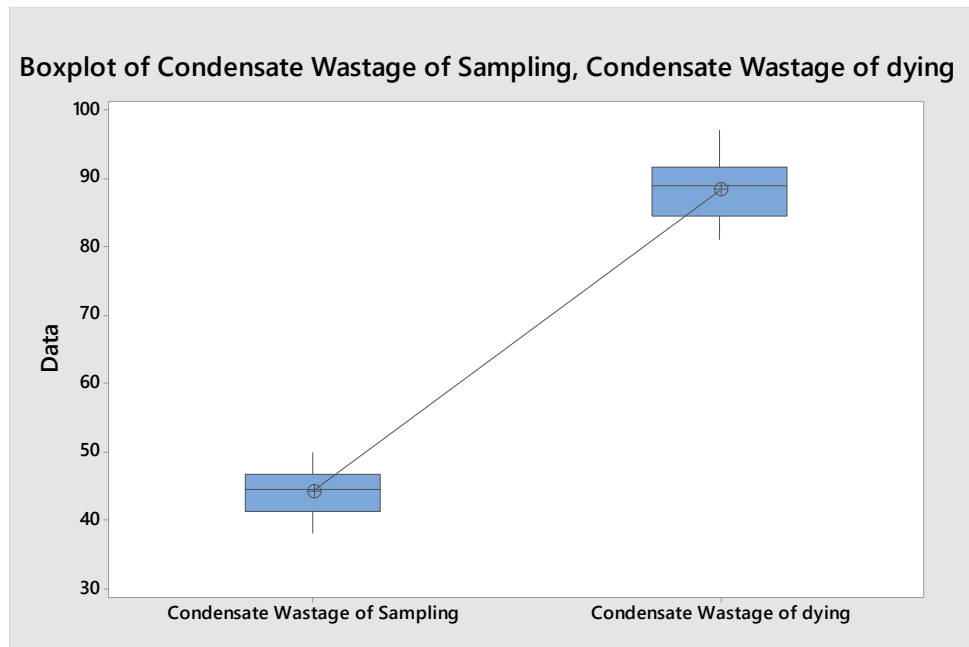 Boxplot of Condensate Wastage of Sampling, Condensate Wastage of dying
100
90
80
70
60
50
40
30
Data
Condensate Wastage of Sampling
Condensate Wastage of dying